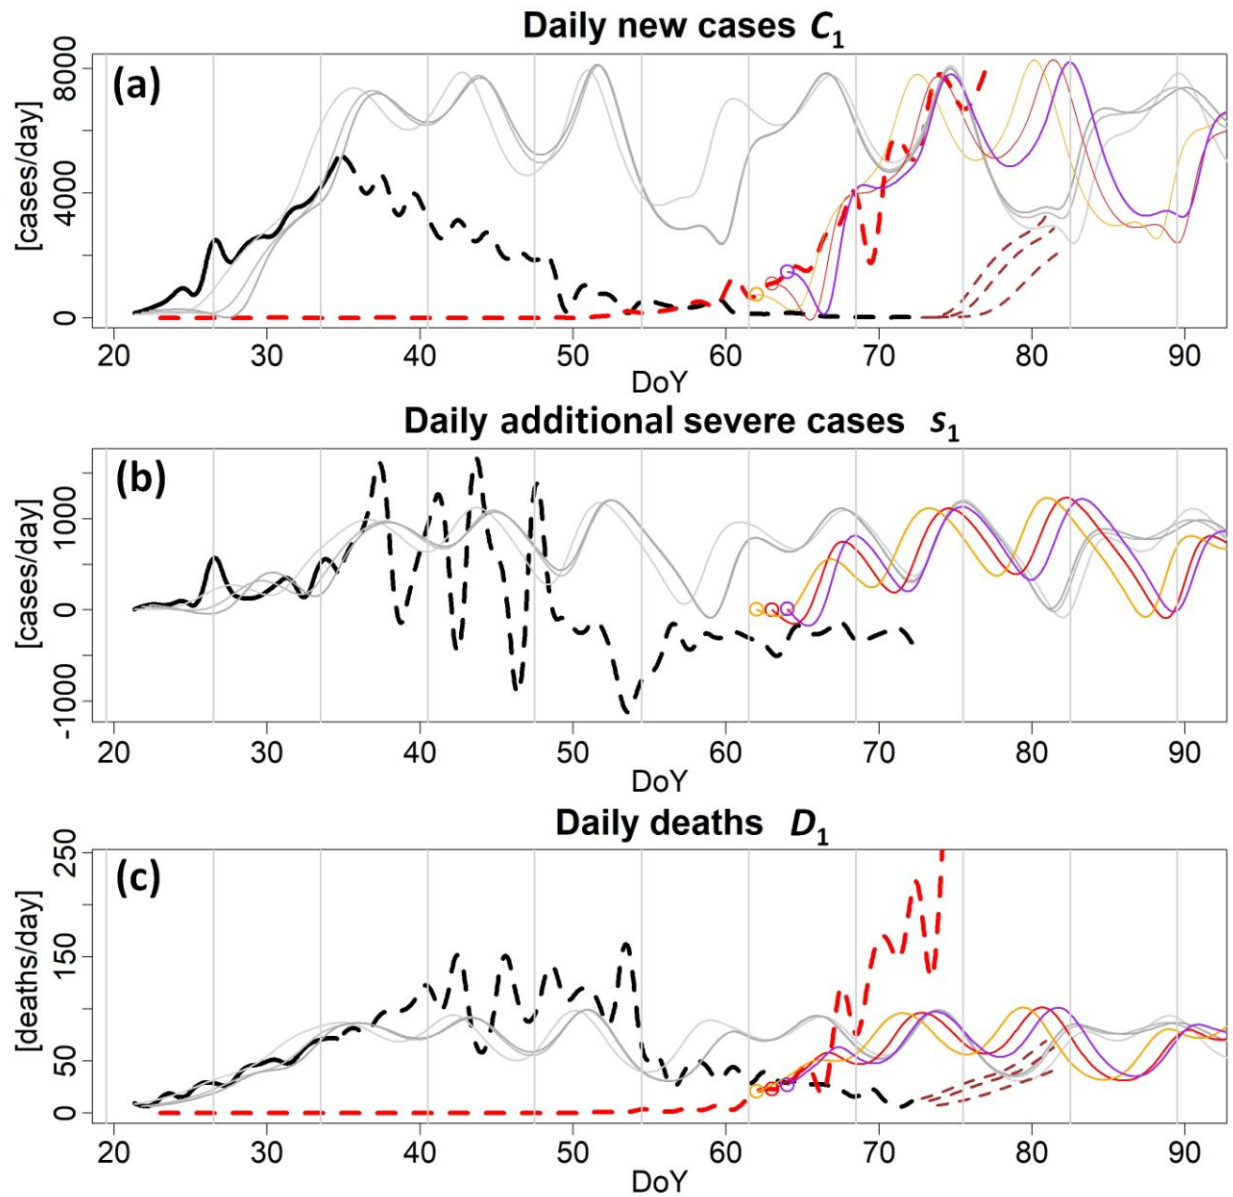 Daily new cases C₁
(a)
8000
4000
0
[cases/day]
20 30 40 50 60 70 80 90
DoY
Daily additional severe cases s₁
(b)
1000
0
-1000
[cases/day]
20 30 40 50 60 70 80 90
DoY
Daily deaths D₁
(c)
250
150
50
0
[deaths/day]
20 30 40 50 60 70 80 90
DoY